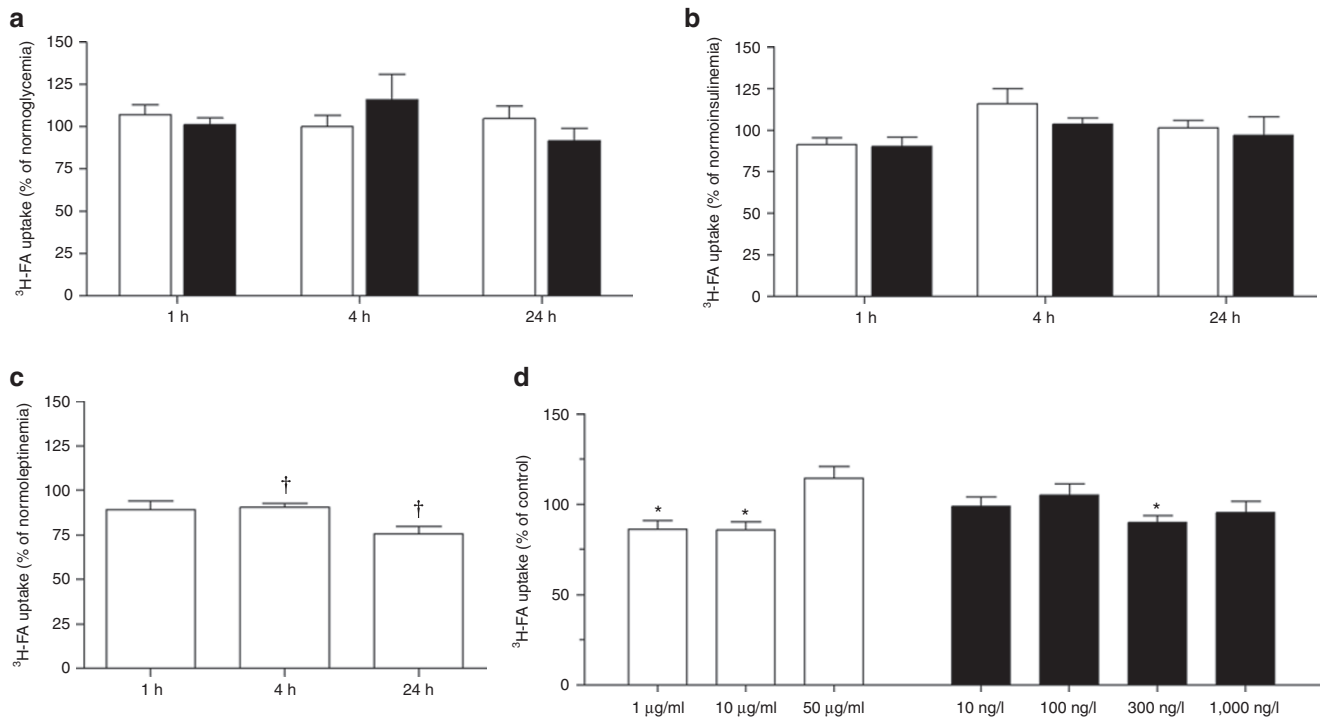 a
³H-FA uptake (% of normoglycemia)
150
125
100
75
50
25
0
1 h
4 h
24 h
b
³H-FA uptake (% of normoinsulinemia)
150
125
100
75
50
25
0
1 h
4 h
24 h
c
³H-FA uptake (% of normoleptinemia)
150
125
100
75
50
25
0
†
†
1 h
4 h
24 h
d
³H-FA uptake (% of control)
150
100
50
0
*
*
*
1 µg/ml
10 µg/ml
50 µg/ml
10 ng/l
100 ng/l
300 ng/l
1,000 ng/l